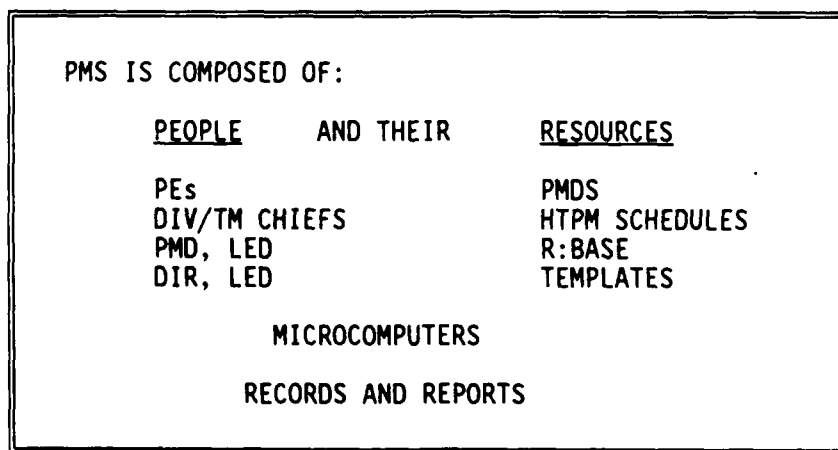 PMS IS COMPOSED OF:
PEOPLE AND THEIR RESOURCES
PEs PMDS
DIV/TM CHIEFS HTPM SCHEDULES
PMD, LED R:BASE
DIR, LED TEMPLATES
MICROCOMPUTERS
RECORDS AND REPORTS